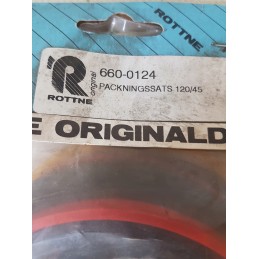 ROTTNE
R
original
ROTTNE
660-0124
PACKNINGSSATS 120/45
E ORIGINALD